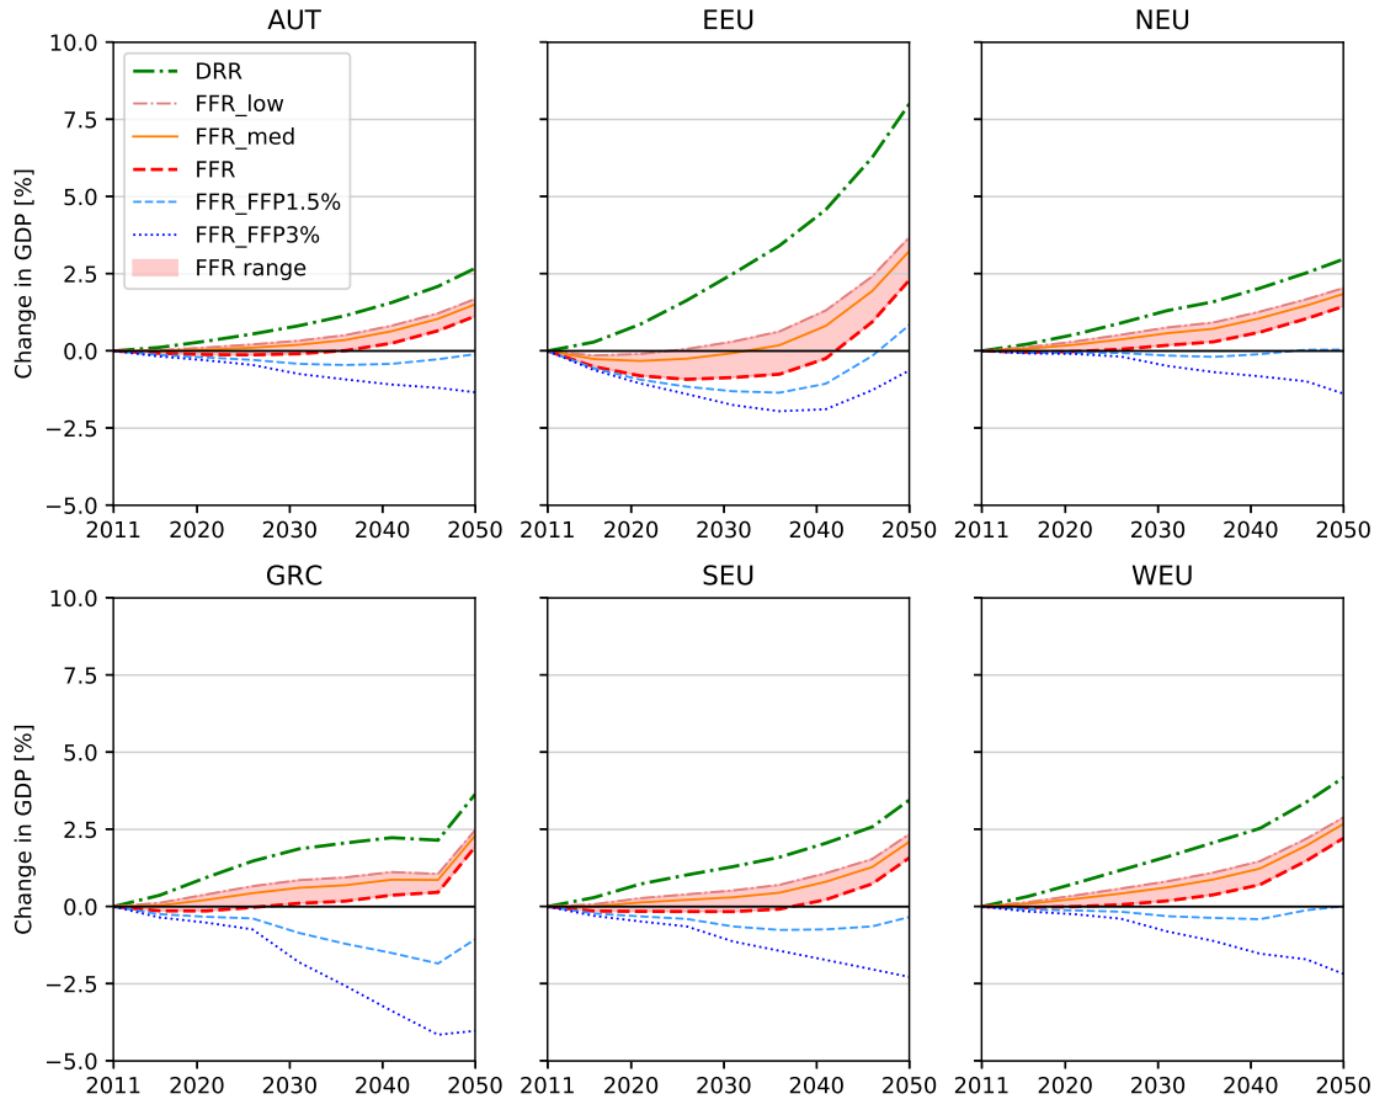 AUT
EEU
NEU
Change in GDP [%]
10.0
7.5
5.0
2.5
0.0
−2.5
−5.0
DRR
FFR_low
FFR_med
FFR
FFR_FFP1.5%
FFR_FFP3%
FFR range
2011 2020 2030 2040 2050
2011 2020 2030 2040 2050
2011 2020 2030 2040 2050
GRC
SEU
WEU
Change in GDP [%]
10.0
7.5
5.0
2.5
0.0
−2.5
−5.0
2011 2020 2030 2040 2050
2011 2020 2030 2040 2050
2011 2020 2030 2040 2050